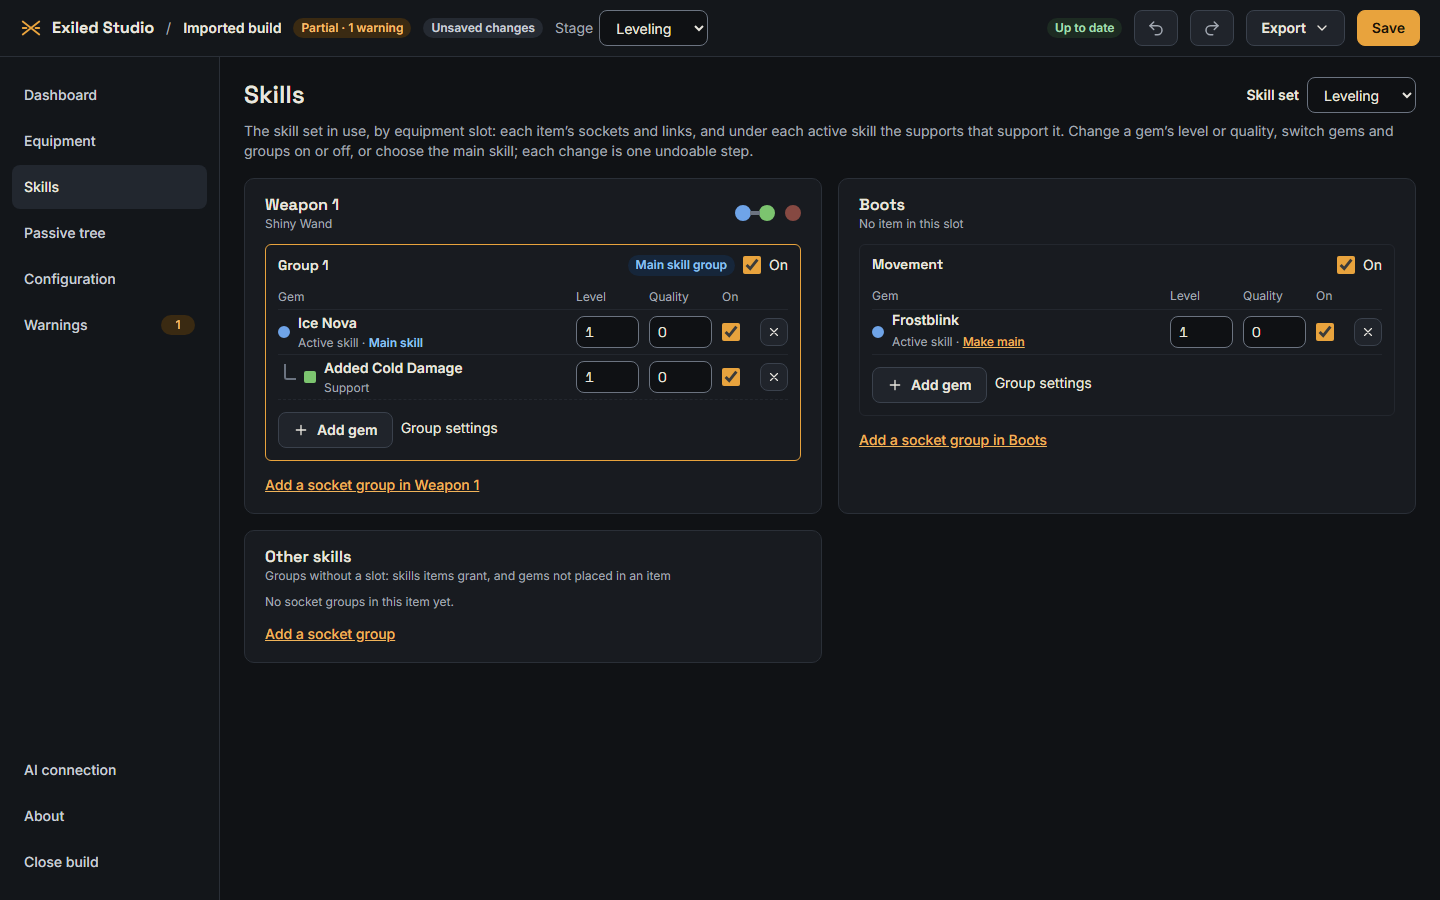 Exiled Studio / Imported build Partial · 1 warning Unsaved changes Stage Leveling Up to date Export Save
Dashboard
Equipment
Skills
Passive tree
Configuration
Warnings 1
AI connection
About
Close build
Skills
Skill set Leveling
The skill set in use, by equipment slot: each item’s sockets and links, and under each active skill the supports that support it. Change a gem’s level or quality, switch gems and
groups on or off, or choose the main skill; each change is one undoable step.
Weapon 1
Shiny Wand
Group 1 Main skill group On
Gem Level Quality On
Ice Nova 1 0
Active skill · Main skill
Added Cold Damage 1 0
Support
Add gem Group settings
Add a socket group in Weapon 1
Boots
No item in this slot
Movement On
Gem Level Quality On
Frostblink 1 0
Active skill · Make main
Add gem Group settings
Add a socket group in Boots
Other skills
Groups without a slot: skills items grant, and gems not placed in an item
No socket groups in this item yet.
Add a socket group